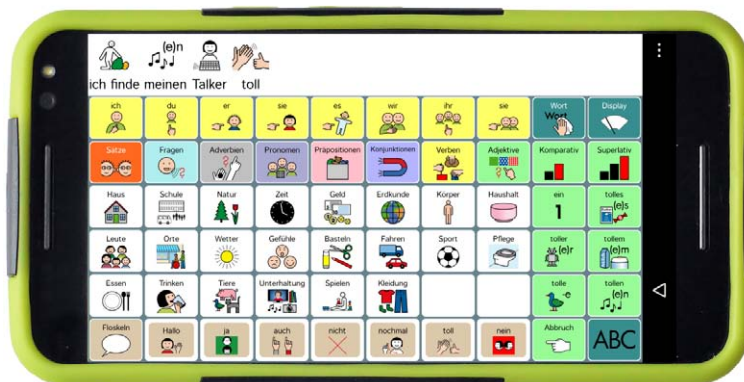 (e)n
ich finde meinen Talker toll
ich du er sie es wir ihr sie Wort Display
Wort
Sätze Fragen Adverbien Pronomen Präpositionen Konjunktionen Verben Adjektive Komparativ Superlativ
Haus Schule Natur Zeit Geld Erdkunde Körper Haushalt ein tolles
1 (e)s
Leute Orte Wetter Gefühle Basteln Fahren Sport Pflege toller tollem
(e)r (e)m
Essen Trinken Tiere Unterhaltung Spielen Kleidung tolle tollen
e (e)n
Floskeln Hallo ja auch nicht nochmal toll nein Abbruch ABC